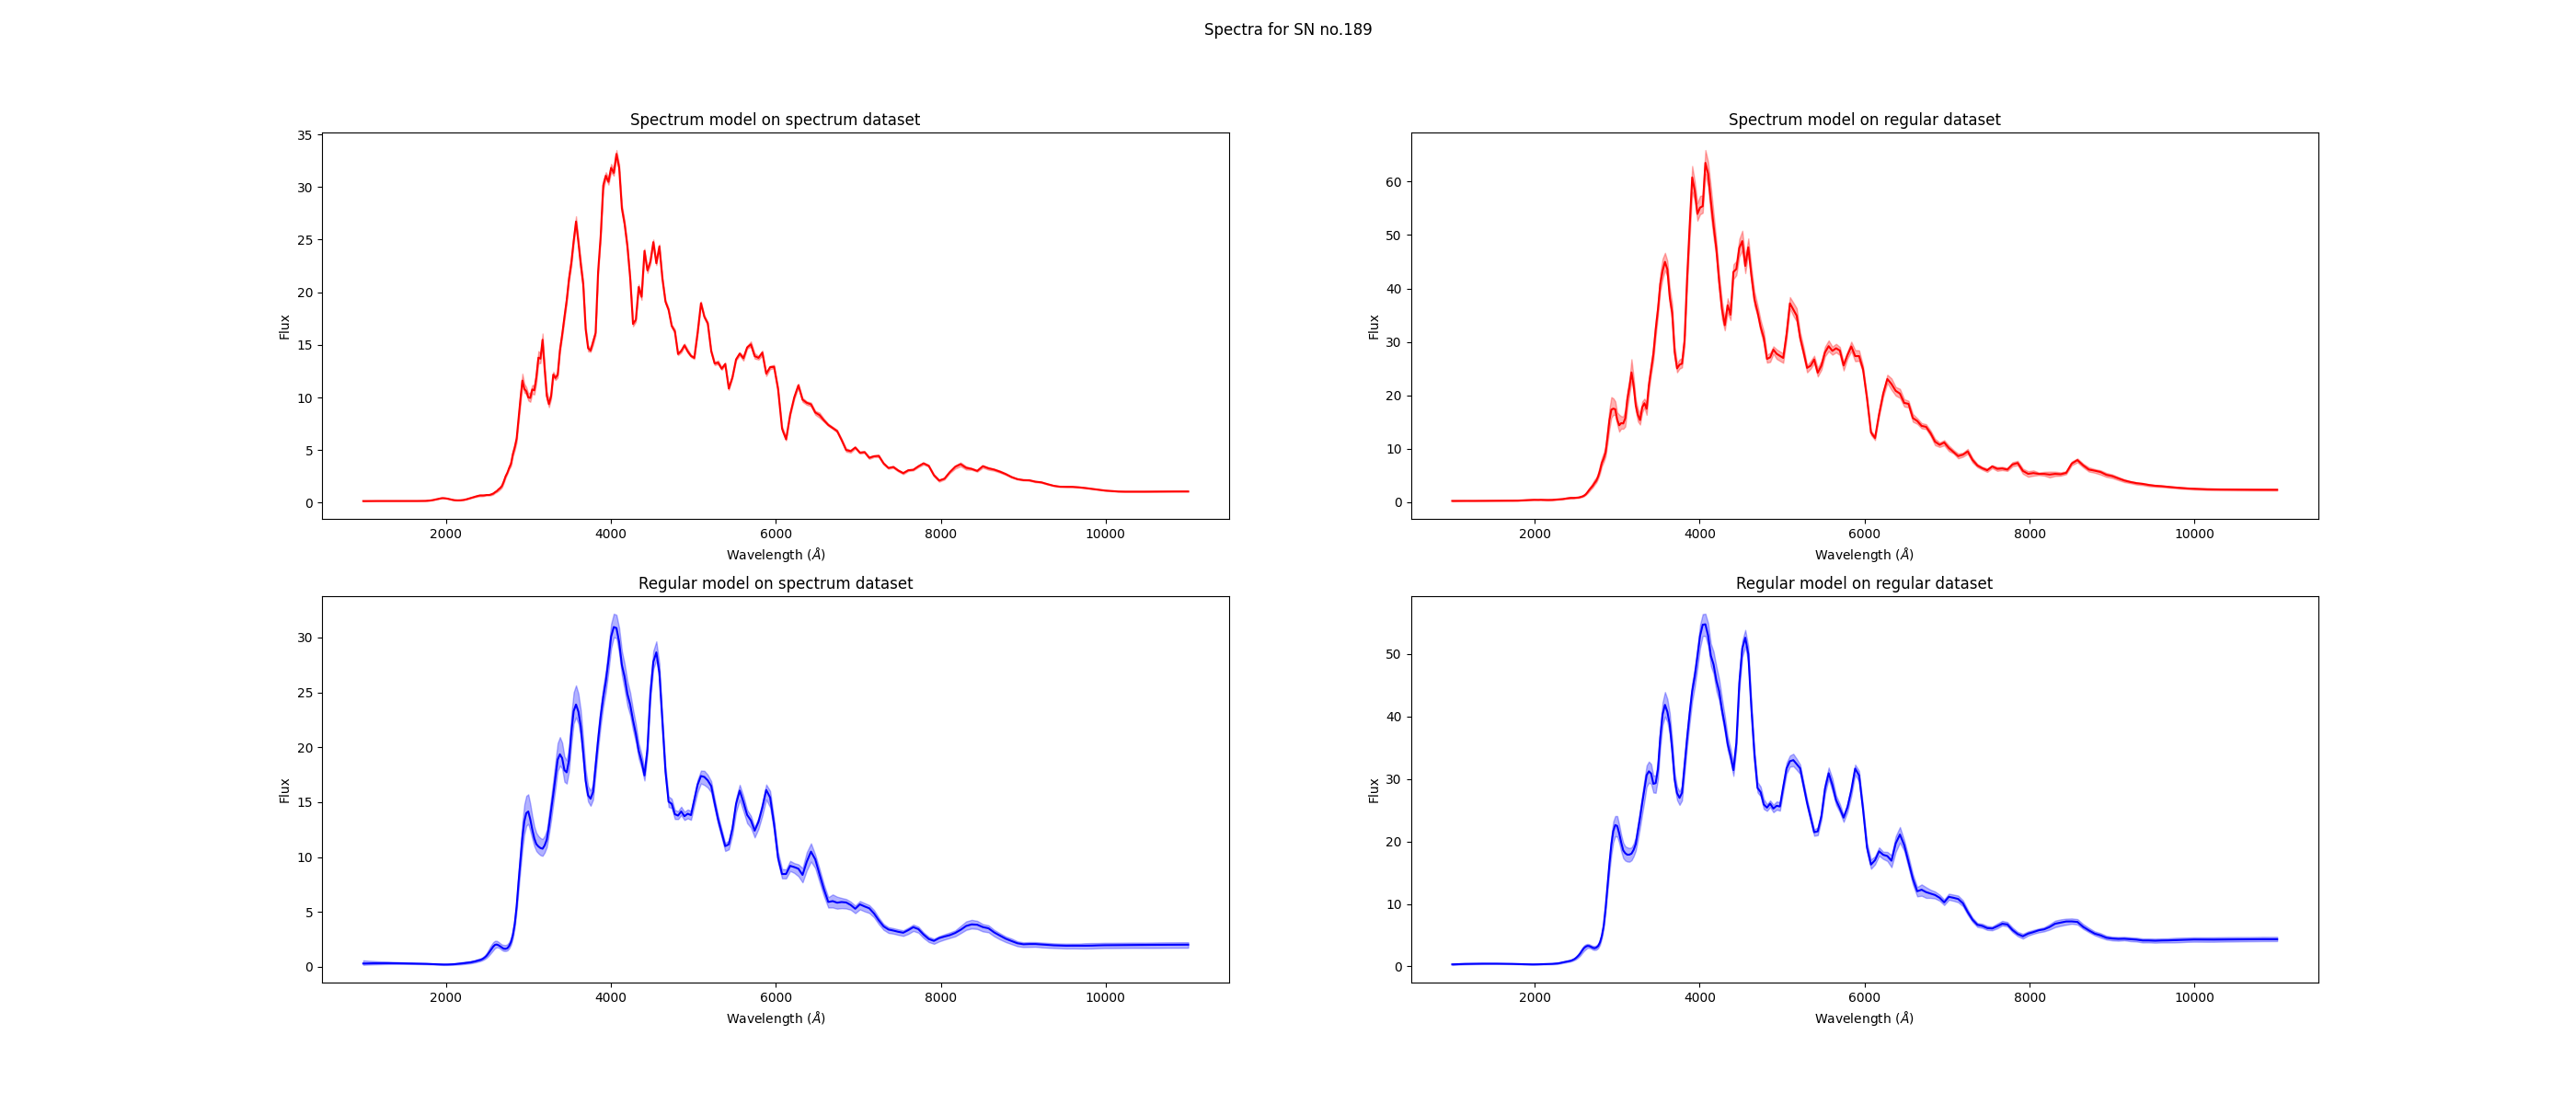 Spectra for SN no.189
Spectrum model on spectrum dataset
35
30
25
20
15
10
5
0
Flux
2000 4000 6000 8000 10000
Wavelength (Å)
Spectrum model on regular dataset
60
50
40
30
20
10
0
Flux
2000 4000 6000 8000 10000
Wavelength (Å)
Regular model on spectrum dataset
30
25
20
15
10
5
0
Flux
2000 4000 6000 8000 10000
Wavelength (Å)
Regular model on regular dataset
50
40
30
20
10
0
Flux
2000 4000 6000 8000 10000
Wavelength (Å)